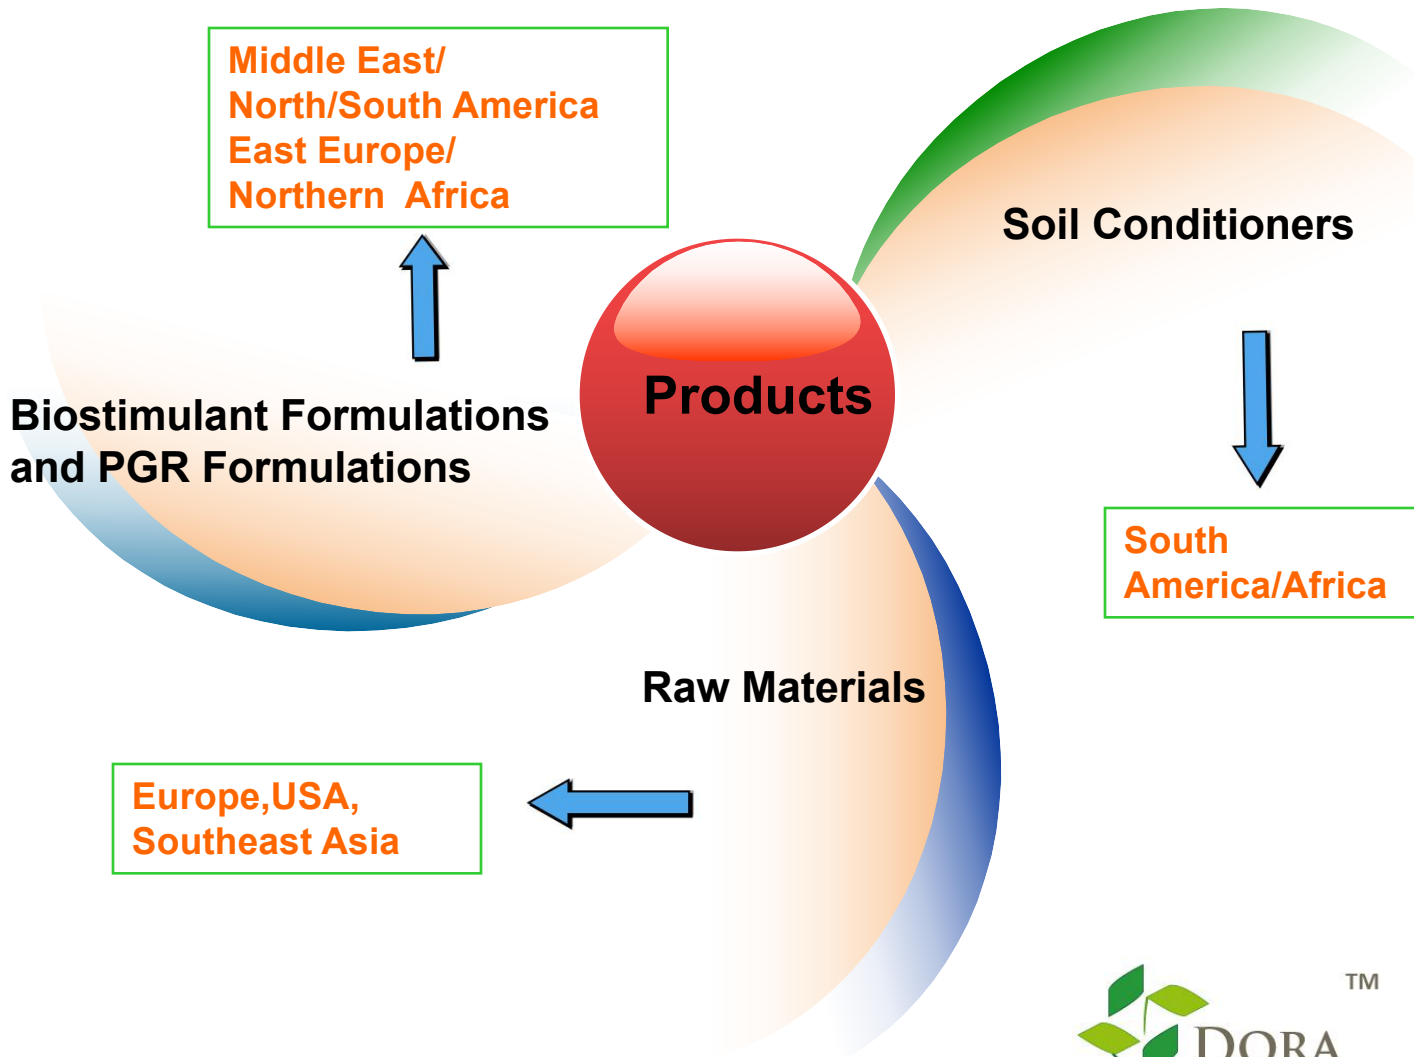 Middle East/
North/South America
East Europe/
Northern  Africa
Soil Conditioners
Products
Biostimulant Formulations
and PGR Formulations
South
America/Africa
Raw Materials
Europe,USA,
Southeast Asia
TM
DORA